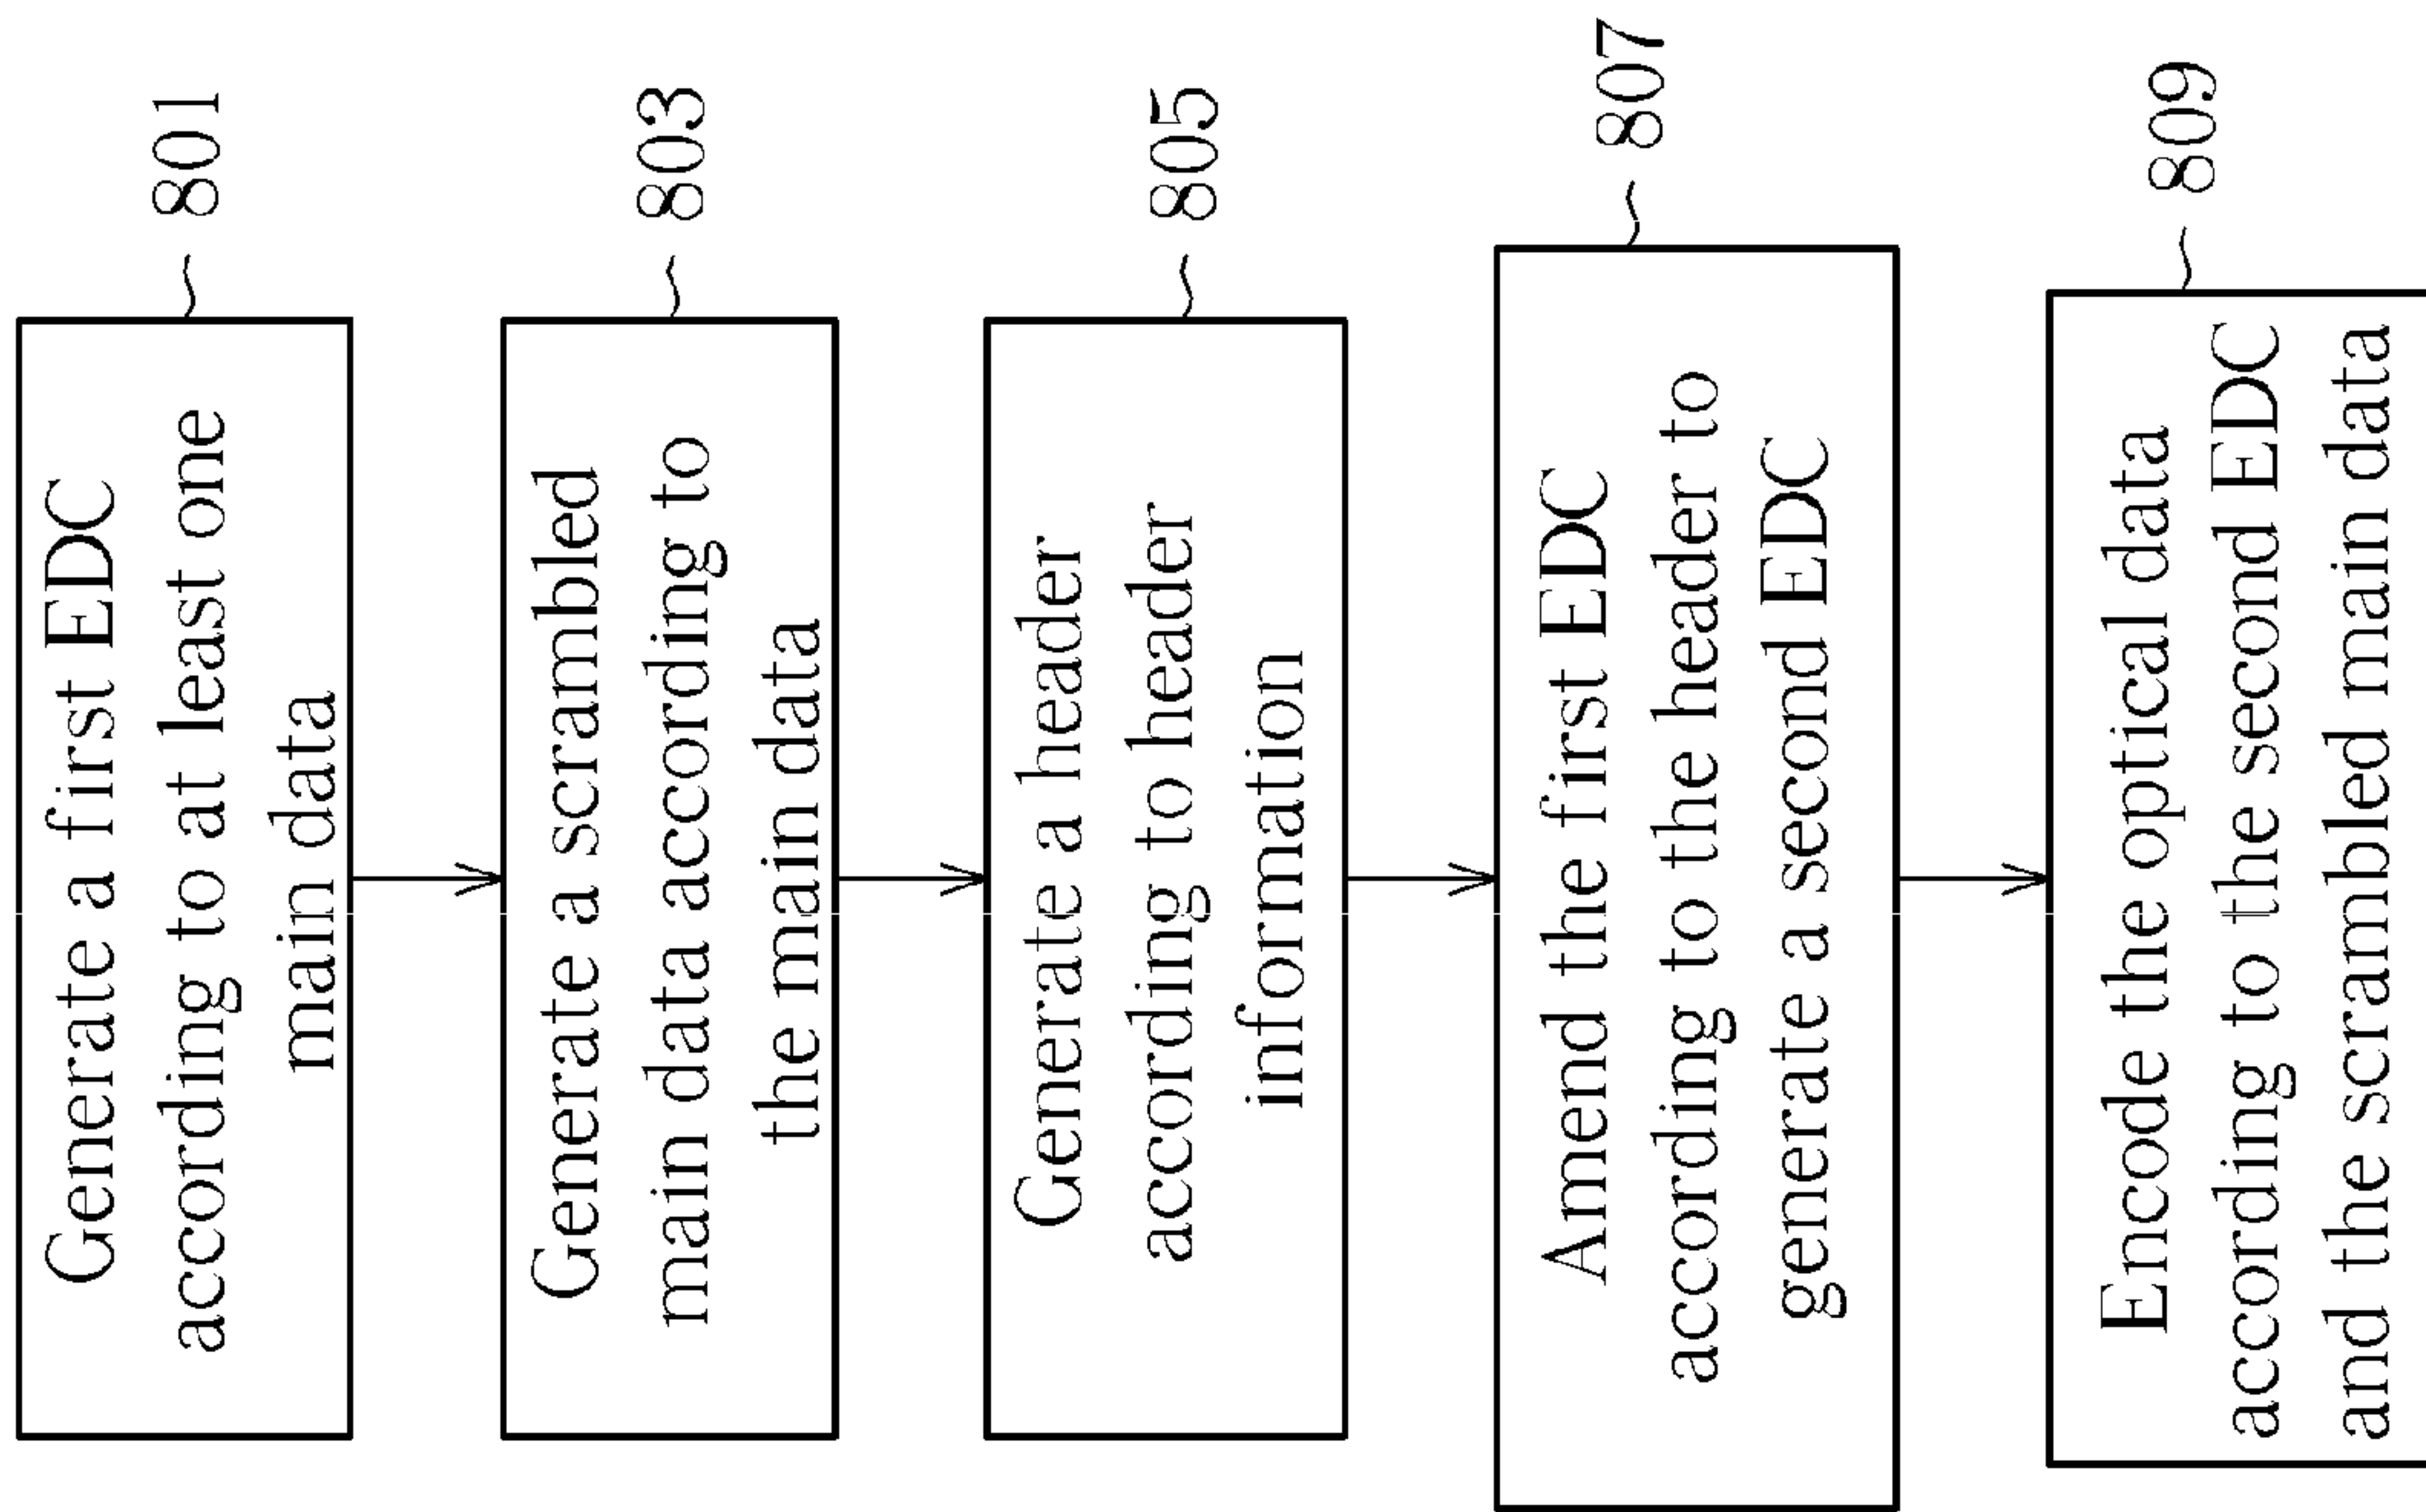 Generate a first EDC
according to at least one
main data
801
Generate a scrambled
main data according to
the main data
803
Generate a header
according to header
information
805
Amend the first EDC
according to the header to
generate a second EDC
807
Encode the optical data
according to the second EDC
and the scrambled main data
809